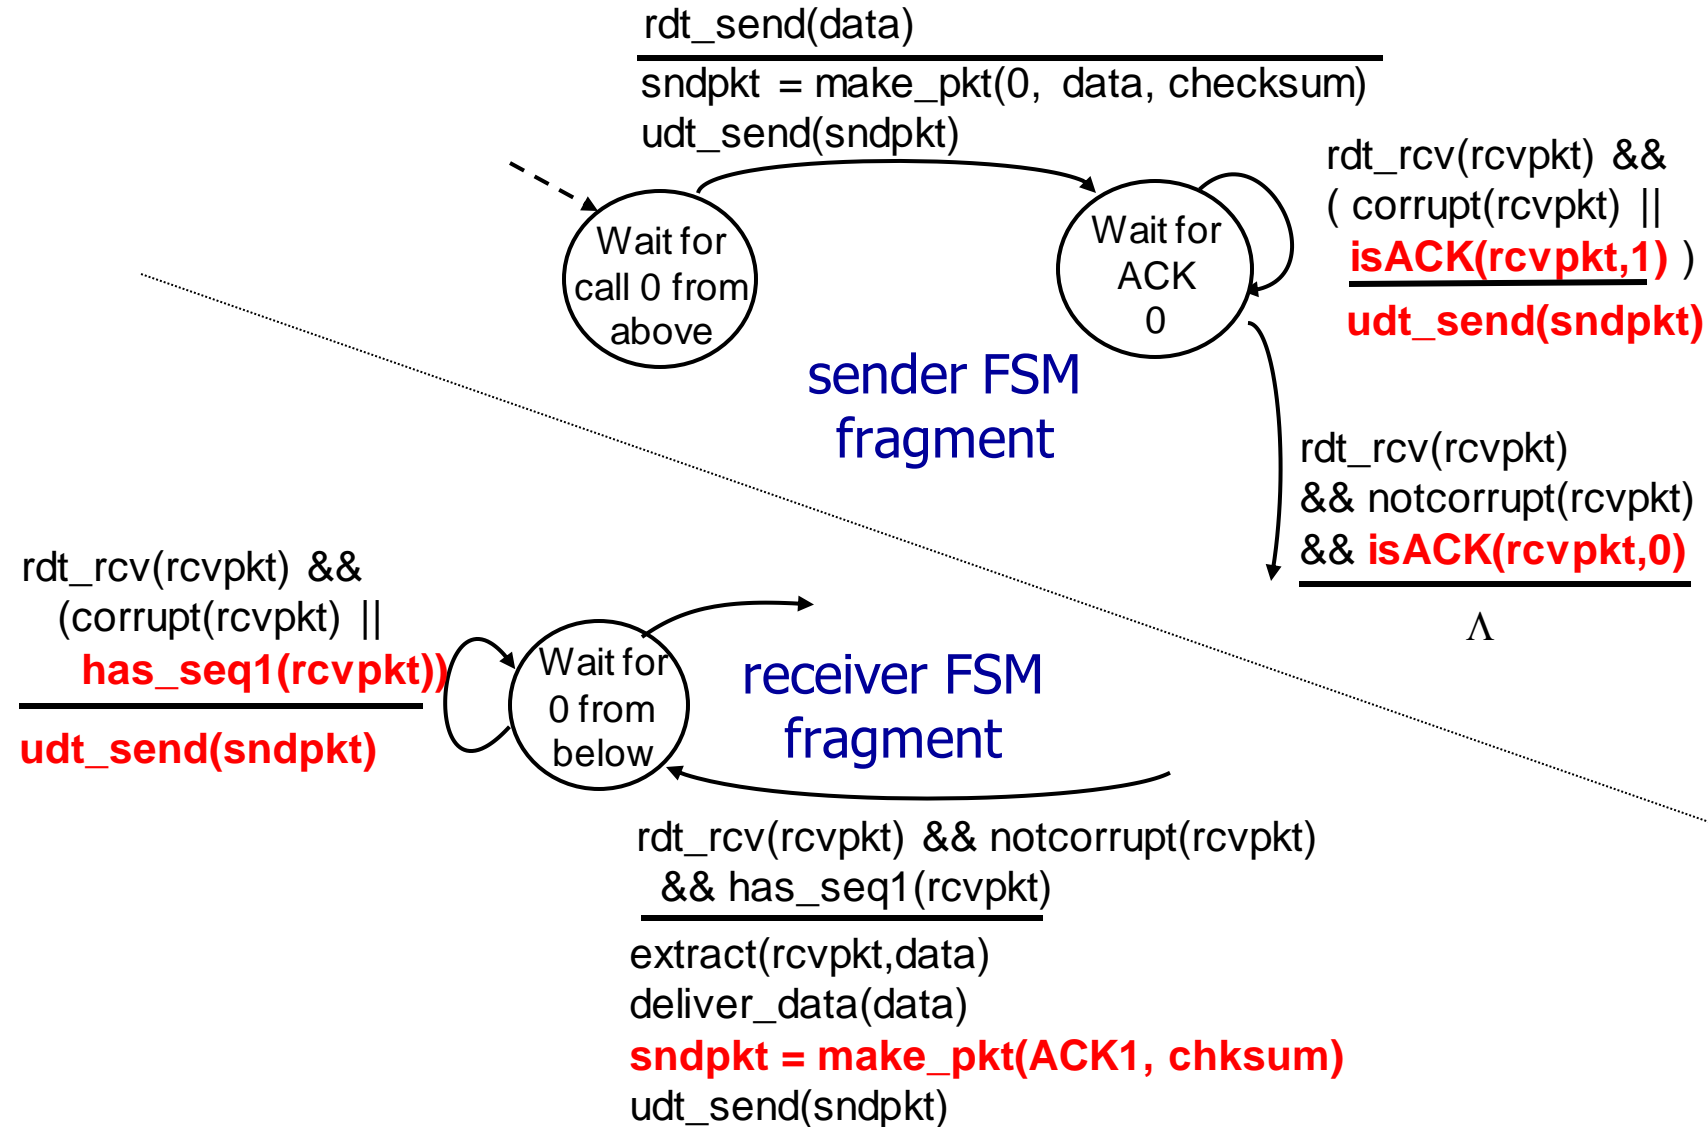 rdt_send(data)
sndpkt = make_pkt(0, data, checksum)
udt_send(sndpkt)
rdt_rcv(rcvpkt) &&
( corrupt(rcvpkt) ||
isACK(rcvpkt,1) )
udt_send(sndpkt)
Wait for
call 0 from
above
Wait for
ACK
0
sender FSM
fragment
rdt_rcv(rcvpkt)
&& notcorrupt(rcvpkt)
&& isACK(rcvpkt,0)
Λ
rdt_rcv(rcvpkt) &&
(corrupt(rcvpkt) ||
has_seq1(rcvpkt))
udt_send(sndpkt)
Wait for
0 from
below
receiver FSM
fragment
rdt_rcv(rcvpkt) && notcorrupt(rcvpkt)
&& has_seq1(rcvpkt)
extract(rcvpkt,data)
deliver_data(data)
sndpkt = make_pkt(ACK1, chksum)
udt_send(sndpkt)